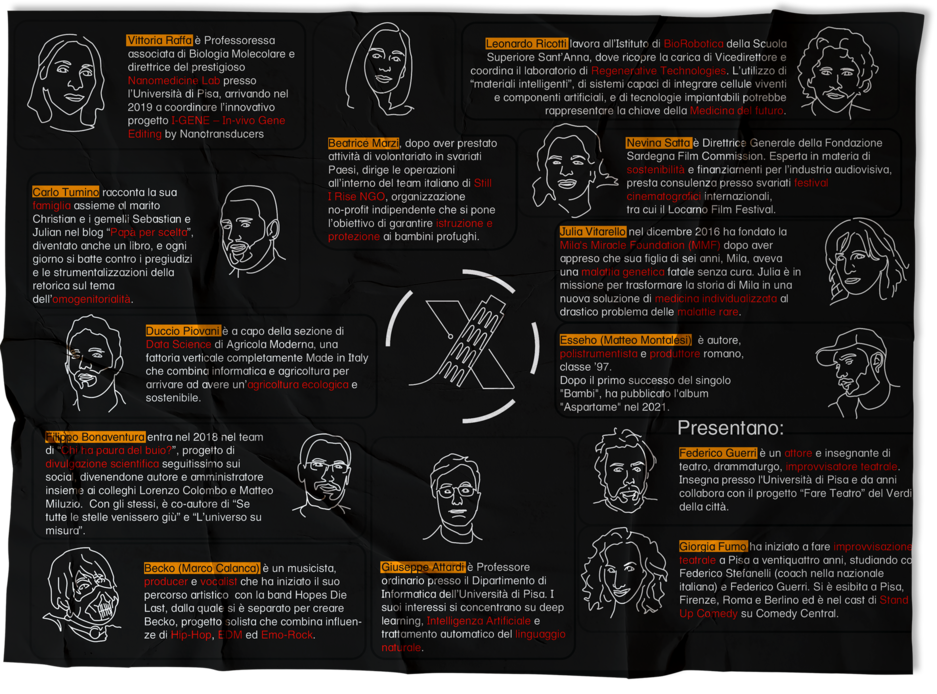 Vittoria Raffa è Professoressa
associata di Biologia Molecolare e
direttrice del prestigioso
Nanomedicine Lab presso
l'Università di Pisa, arrivando nel
2019 a coordinare l'innovativo
progetto I-GENE – In-vivo Gene
Editing by Nanotransducers
Beatrice Marzi, dopo aver prestato
attività di volontariato in svariati
Paesi, dirige le operazioni
all'interno del team italiano di Still
I Rise NGO, organizzazione
no-profit indipendente che si pone
l'obiettivo di garantire istruzione e
protezione ai bambini profughi.
Leonardo Ricotti lavora all'Istituto di BioRobotica della Scuola
Superiore Sant'Anna, dove ricopre la carica di Vicedirettore e
coordina il laboratorio di Regenerative Technologies. L'utilizzo di
"materiali intelligenti", di sistemi capaci di integrare cellule viventi
e componenti artificiali, e di tecnologie impiantabili potrebbe
rappresentare la chiave della Medicina del futuro.
Nevina Satta è Direttrice Generale della Fondazione
Sardegna Film Commission. Esperta in materia di
sostenibilità e finanziamenti per l'industria audiovisiva,
presta consulenza presso svariati festival
cinematografici internazionali,
tra cui il Locarno Film Festival.
Carlo Tumino racconta la sua
famiglia assieme al marito
Christian e i gemelli Sebastian e
Julian nel blog "Papà per scelta",
diventato anche un libro, e ogni
giorno si batte contro i pregiudizi
e le strumentalizzazioni della
retorica sul tema
dell'omogenitorialità.
Julia Vitarello nel dicembre 2016 ha fondato la
Mila's Miracle Foundation (MMF) dopo aver
appreso che sua figlia di sei anni, Mila, aveva
una malattia genetica fatale senza cura. Julia è in
missione per trasformare la storia di Mila in una
nuova soluzione di medicina individualizzata al
drastico problema delle malattie rare.
Duccio Piovani è a capo della sezione di
Data Science di Agricola Moderna, una
fattoria verticale completamente Made in Italy
che combina informatica e agricoltura per
arrivare ad avere un'agricoltura ecologica e
sostenibile.
Esseho (Matteo Montalesi) è autore,
polistrumentista e produttore romano,
classe '97.
Dopo il primo successo del singolo
"Bambi", ha pubblicato l'album
"Aspartame" nel 2021.
Filippo Bonaventura entra nel 2018 nel team
di "Chi ha paura del buio?", progetto di
divulgazione scientifica seguitissimo sui
social, divenendone autore e amministratore
insieme ai colleghi Lorenzo Colombo e Matteo
Miluzio. Con gli stessi, è co-autore di "Se
tutte le stelle venissero giù" e "L'universo su
misura".
Becko (Marco Calanca) è un musicista,
producer e vocalist che ha iniziato il suo
percorso artistico con la band Hopes Die
Last, dalla quale si è separato per creare
Becko, progetto solista che combina influen-
ze di Hip-Hop, EDM ed Emo-Rock.
Giuseppe Attardi è Professore
ordinario presso il Dipartimento di
Informatica dell'Università di Pisa. I
suoi interessi si concentrano su deep
learning, Intelligenza Artificiale e
trattamento automatico del linguaggio
naturale.
Presentano:
Federico Guerri è un attore e insegnante di
teatro, drammaturgo, improvvisatore teatrale.
Insegna presso l'Università di Pisa e da anni
collabora con il progetto "Fare Teatro" del Verdi
della città.
Giorgia Fumo ha iniziato a fare improvvisazione
teatrale a Pisa a ventiquattro anni, studiando co
Federico Stefanelli (coach nella nazionale
italiana) e Federico Guerri. Si è esibita a Pisa,
Firenze, Roma e Berlino ed è nel cast di Stand
Up Comedy su Comedy Central.